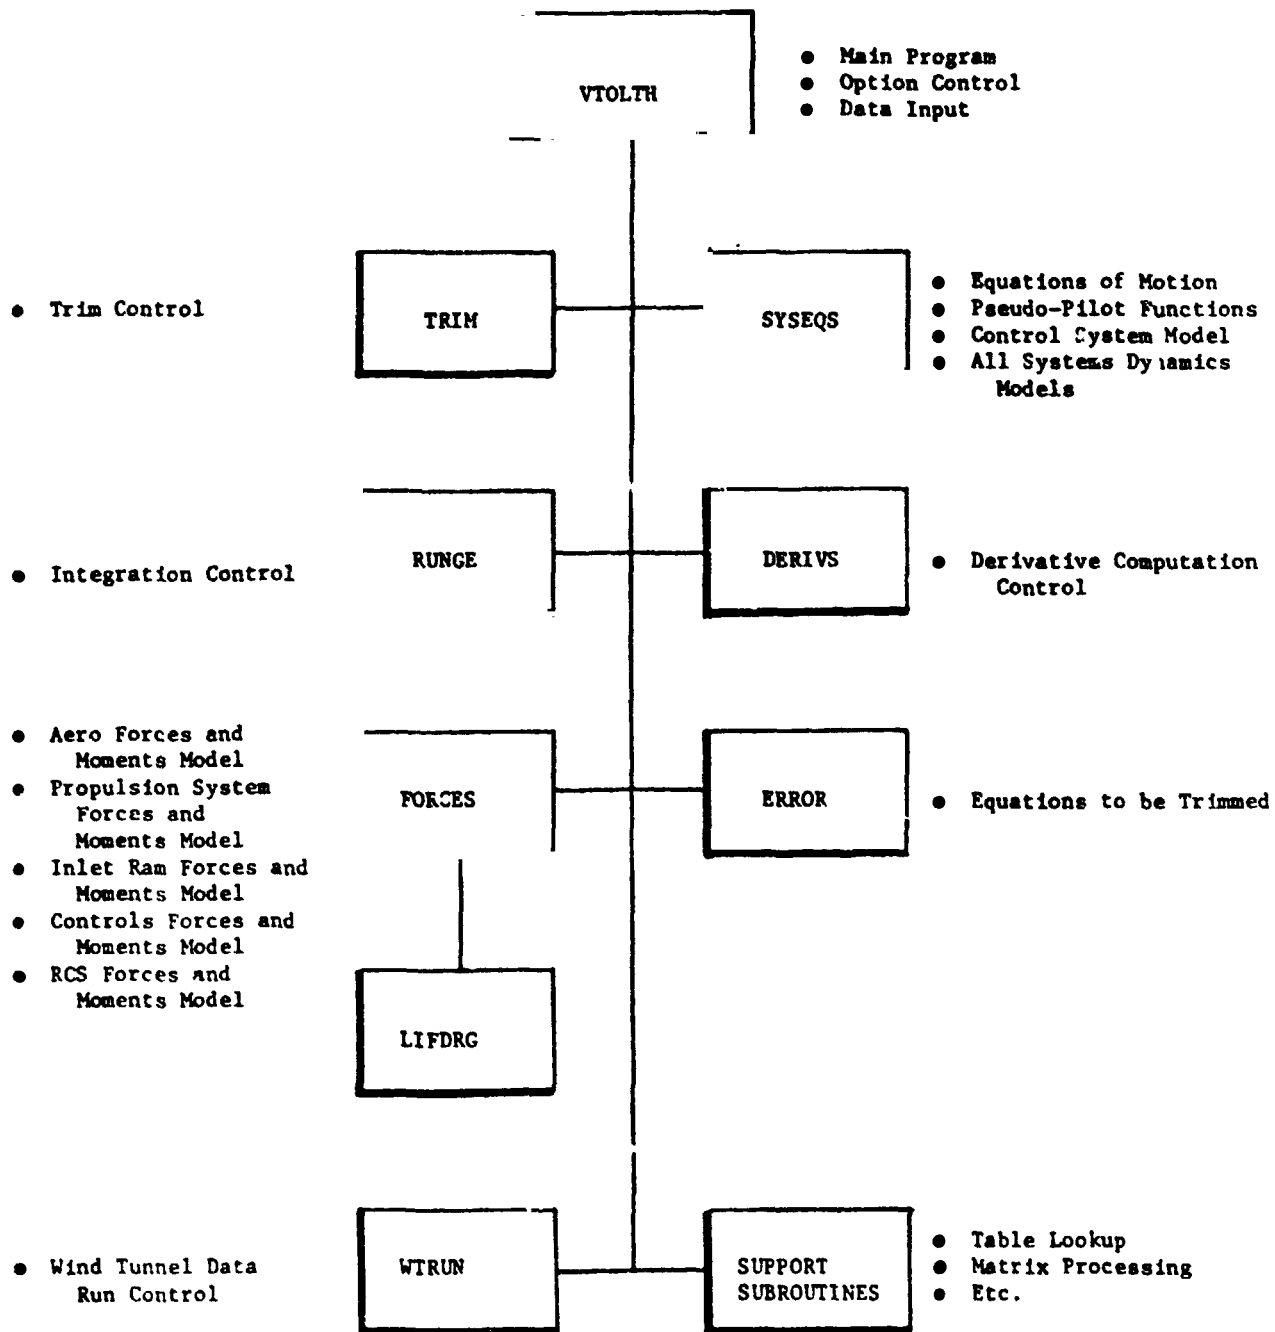 VTOLTH
● Main Program
● Option Control
● Data Input
● Trim Control
TRIM
SYSEQS
● Equations of Motion
● Pseudo-Pilot Functions
● Control System Model
● All Systems Dynamics
Models
● Integration Control
RUNGE
DERIVS
● Derivative Computation
Control
● Aero Forces and
Moments Model
● Propulsion System
Forces and
Moments Model
● Inlet Ram Forces and
Moments Model
● Controls Forces and
Moments Model
● RCS Forces and
Moments Model
FORCES
ERROR
● Equations to be Trimmed
LIFDRG
● Wind Tunnel Data
Run Control
WTRUN
SUPPORT
SUBROUTINES
● Table Lookup
● Matrix Processing
● Etc.